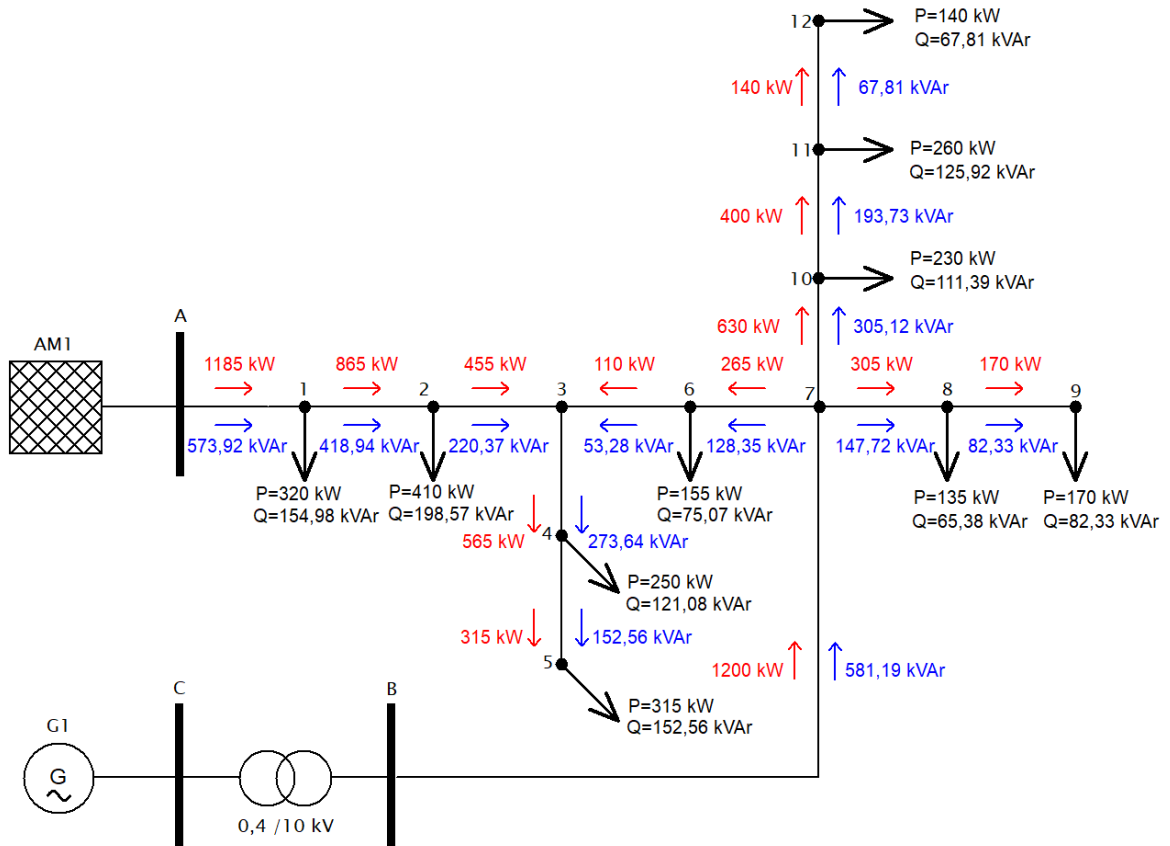 12
P=140 kW
Q=67,81 kVAr
140 kW
67,81 kVAr
11
P=260 kW
Q=125,92 kVAr
400 kW
193,73 kVAr
10
P=230 kW
Q=111,39 kVAr
630 kW
305,12 kVAr
AM1
A
1185 kW
865 kW
455 kW
110 kW
265 kW
305 kW
170 kW
1
2
3
6
7
8
9
573,92 kVAr
418,94 kVAr
220,37 kVAr
53,28 kVAr
128,35 kVAr
147,72 kVAr
82,33 kVAr
P=320 kW
Q=154,98 kVAr
P=410 kW
Q=198,57 kVAr
P=155 kW
Q=75,07 kVAr
P=135 kW
Q=65,38 kVAr
P=170 kW
Q=82,33 kVAr
565 kW
4
273,64 kVAr
P=250 kW
Q=121,08 kVAr
315 kW
152,56 kVAr
5
P=315 kW
Q=152,56 kVAr
1200 kW
581,19 kVAr
G1
C
B
G
0,4 /10 kV